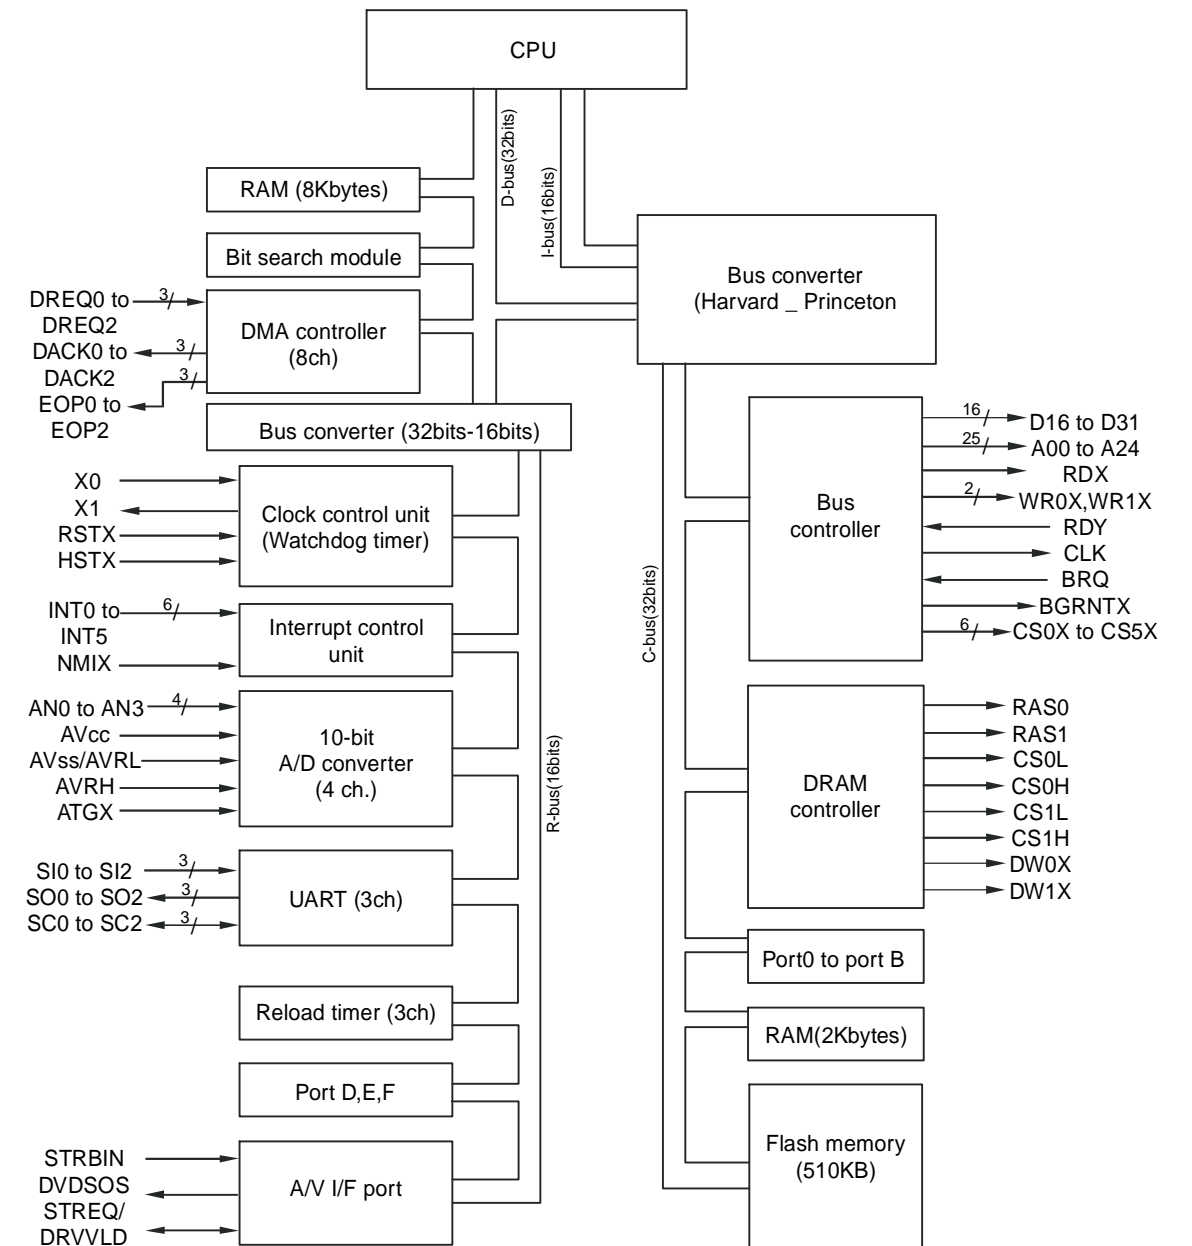 CPU
D-bus(32bits)
I-bus(16bits)
RAM (8Kbytes)
Bit search module
Bus converter
(Harvard _ Princeton
DREQ0 to
DREQ2
3/
DACK0 to
DACK2
3/
EOP0 to
EOP2
3/
DMA controller
(8ch)
Bus converter (32bits-16bits)
X0
X1
RSTX
HSTX
Clock control unit
(Watchdog timer)
INT0 to
INT5
6/
NMIX
Interrupt control
unit
AN0 to AN3
4/
AVcc
AVss/AVRL
AVRH
ATGX
10-bit
A/D converter
(4 ch.)
R-bus(16bits)
SI0 to SI2
3/
SO0 to SO2
3/
SC0 to SC2
3/
UART (3ch)
Reload timer (3ch)
Port D,E,F
STRBIN
DVDSOS
STREQ/
DRVVLD
A/V I/F port
C-bus(32bits)
Bus
controller
16/
D16 to D31
25/
A00 to A24
RDX
2/
WR0X,WR1X
RDY
CLK
BRQ
BGRNTX
6/
CS0X to CS5X
DRAM
controller
RAS0
RAS1
CS0L
CS0H
CS1L
CS1H
DW0X
DW1X
Port0 to port B
RAM(2Kbytes)
Flash memory
(510KB)